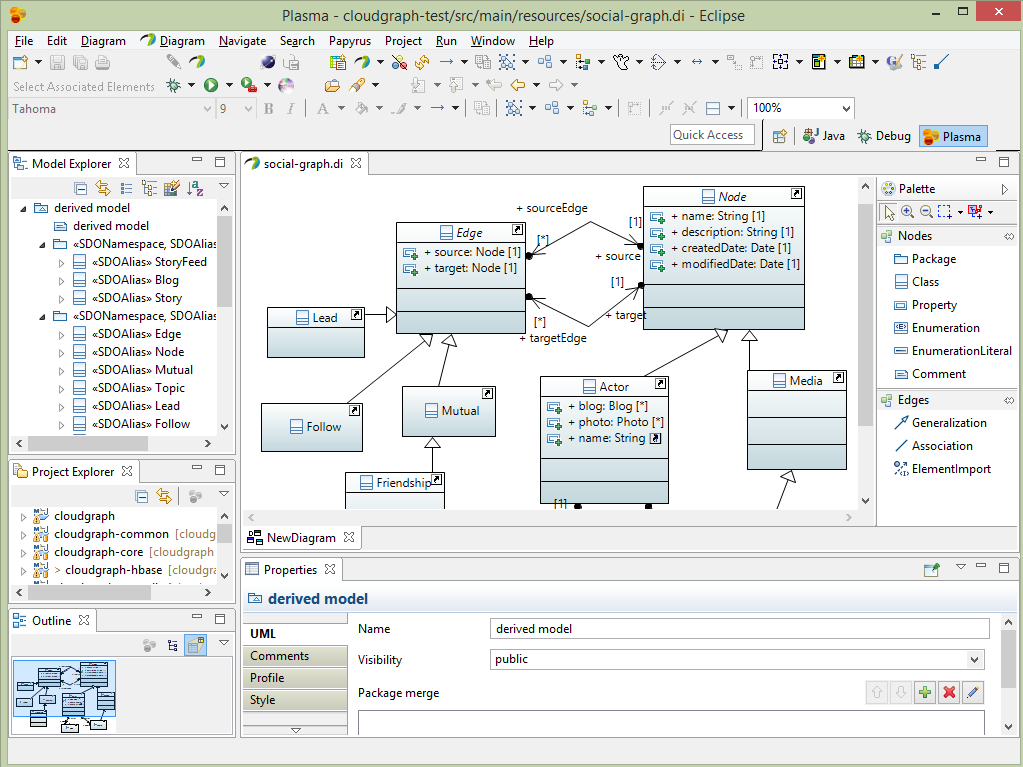 Plasma - cloudgraph-test/src/main/resources/social-graph.di - Eclipse
File Edit Diagram Diagram Navigate Search Papyrus Project Run Window Help
Select Associated Elements
Tahoma 9 B I A 100%
Quick Access Java Debug Plasma
Model Explorer
derived model
derived model
«SDONamespace, SDOAlias
«SDOAlias» StoryFeed
«SDOAlias» Blog
«SDOAlias» Story
«SDONamespace, SDOAlias
«SDOAlias» Edge
«SDOAlias» Node
«SDOAlias» Mutual
«SDOAlias» Topic
«SDOAlias» Lead
«SDOAlias» Follow
Project Explorer
cloudgraph
cloudgraph-common [cloudg
cloudgraph-core [cloudgraph
> cloudgraph-hbase [cloudgra
Outline
social-graph.di
Edge
+ source: Node [1]
+ target: Node [1]
+ sourceEdge
[*]
[1]
+ source
[1]
+ target
[*]
+ targetEdge
Node
+ name: String [1]
+ description: String [1]
+ createdDate: Date [1]
+ modifiedDate: Date [1]
Lead
Follow
Mutual
Friendship
Actor
+ blog: Blog [*]
+ photo: Photo [*]
+ name: String
[1]
Media
NewDiagram
Palette
Nodes
Package
Class
Property
Enumeration
EnumerationLiteral
Comment
Edges
Generalization
Association
ElementImport
Properties
derived model
UML
Comments
Profile
Style
Name derived model
Visibility public
Package merge